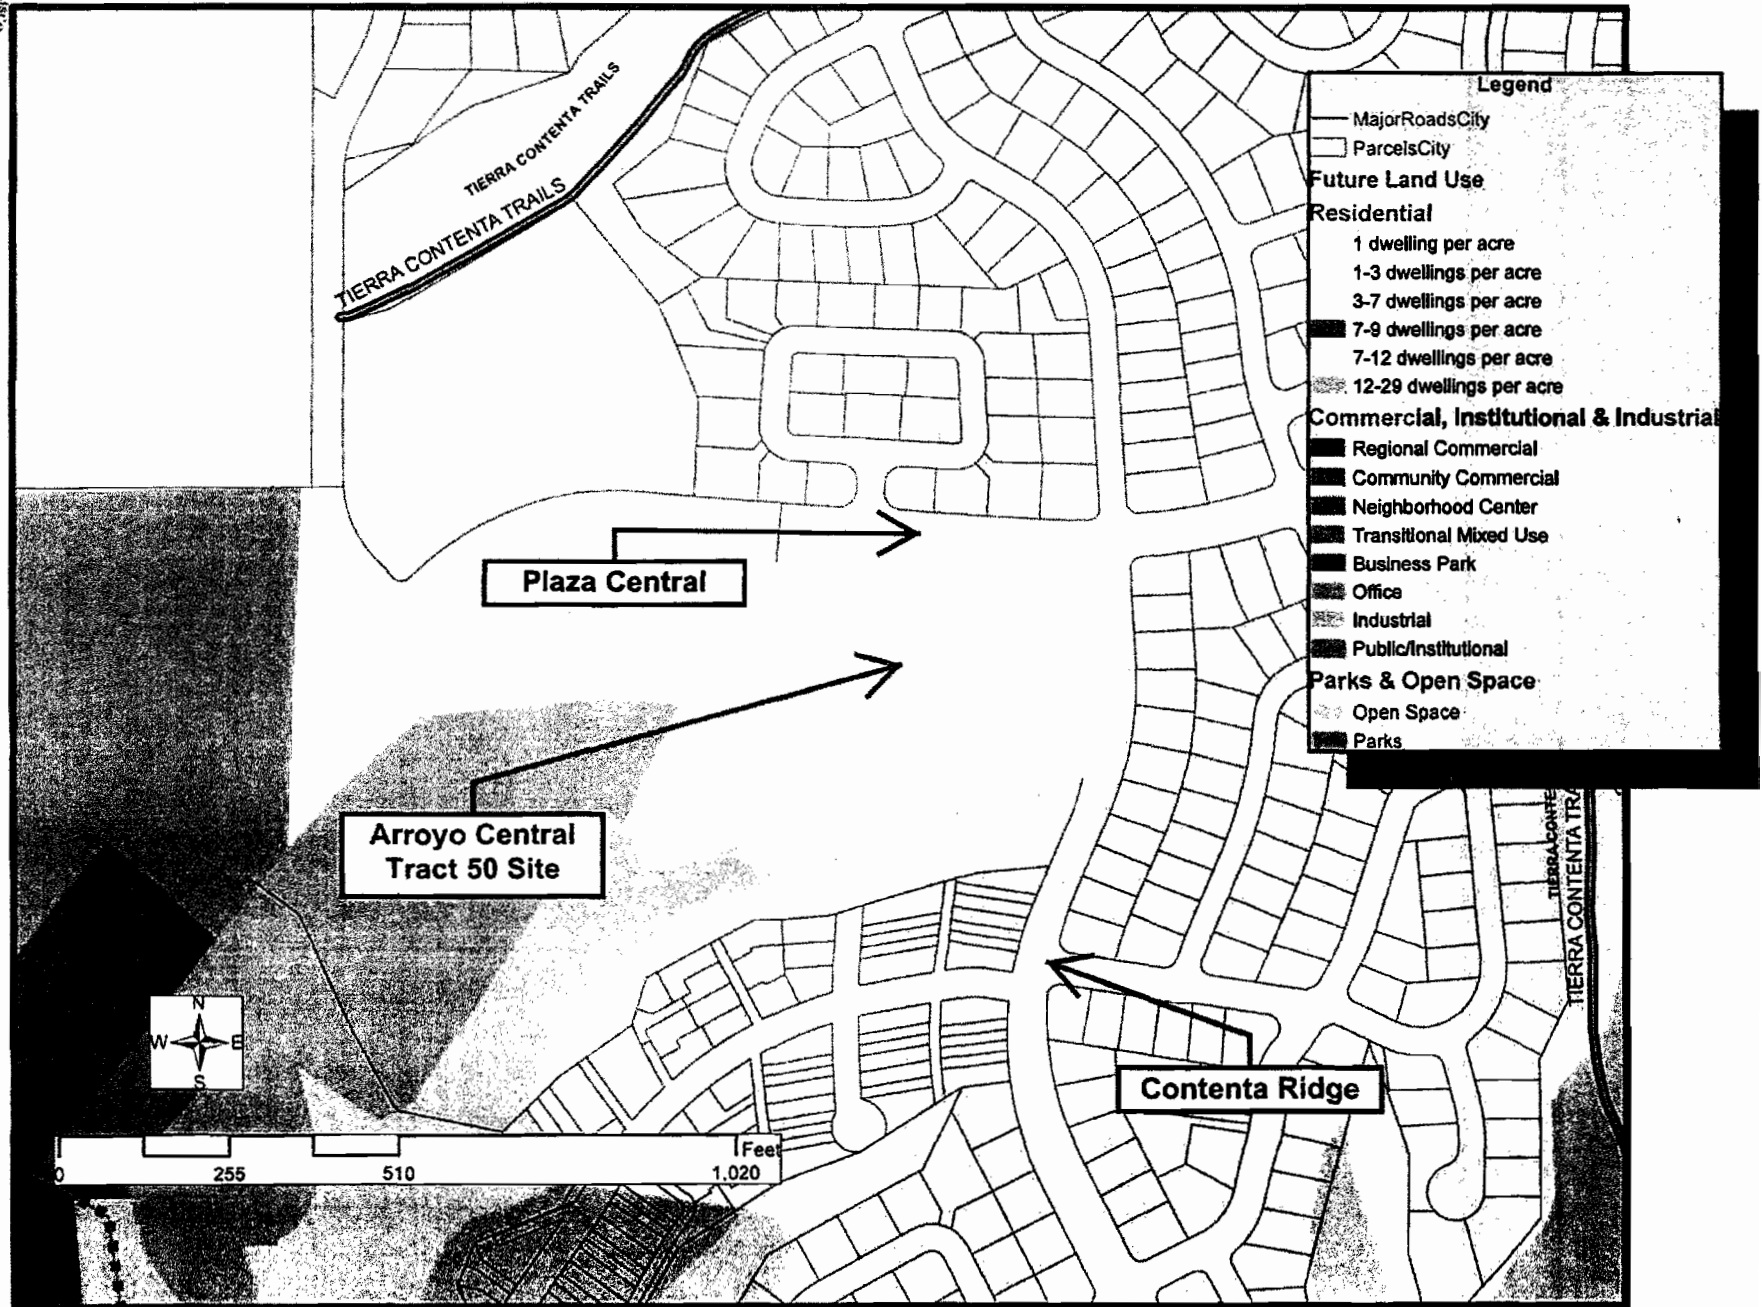 TIERRA CONTENTA TRAILS
TIERRA CONTENTA TRAILS
Legend
MajorRoadsCity
ParcelsCity
Future Land Use
Residential
1 dwelling per acre
1-3 dwellings per acre
3-7 dwellings per acre
7-9 dwellings per acre
7-12 dwellings per acre
12-29 dwellings per acre
Commercial, Institutional & Industrial
Regional Commercial
Community Commercial
Neighborhood Center
Transitional Mixed Use
Business Park
Office
Industrial
Public/Institutional
Parks & Open Space
Open Space
Parks
Plaza Central
Arroyo Central
Tract 50 Site
TIERRA CONTE
TIERRA CONTENTA TRA
N
W E
S
Contenta Ridge
Feet
0 255 510 1,020